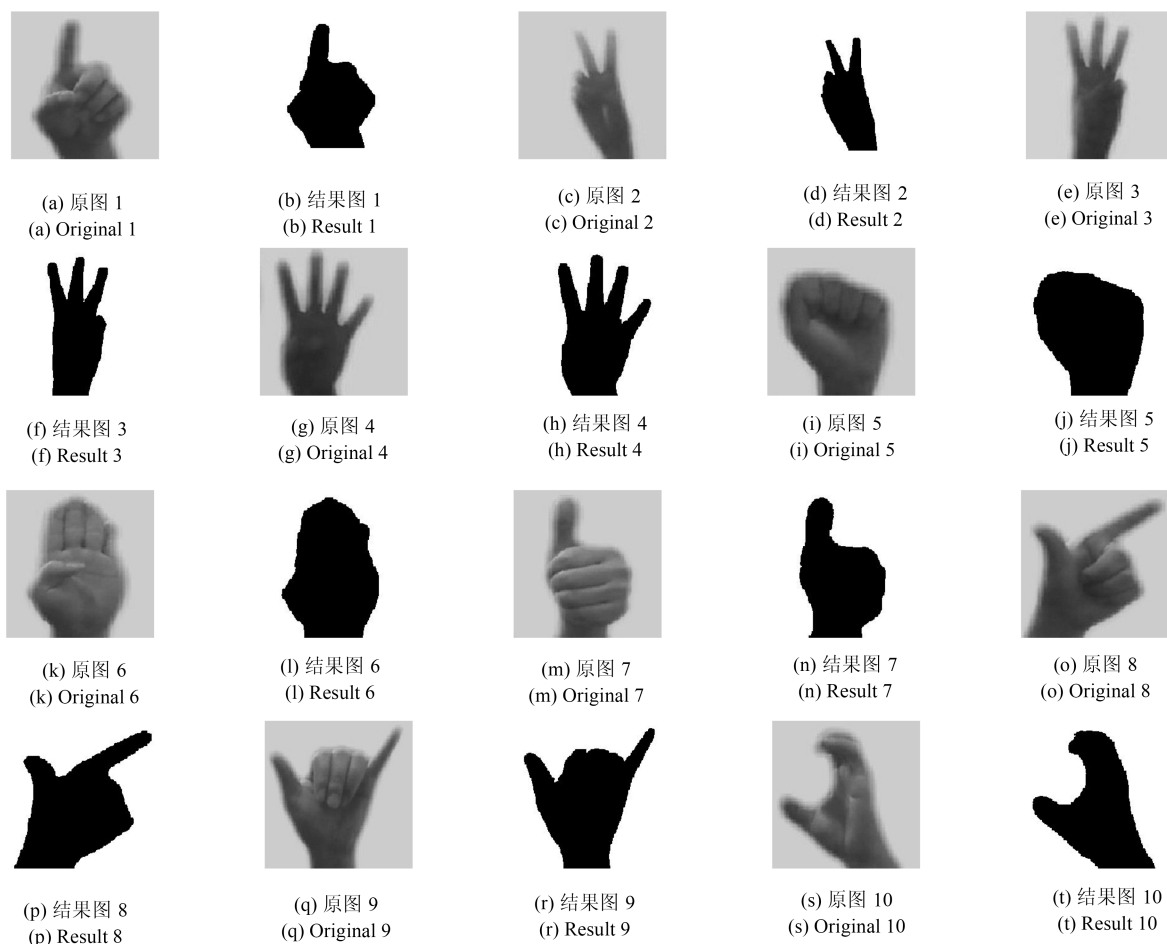 (a) 原图 1
(a) Original 1
(b) 结果图 1
(b) Result 1
(c) 原图 2
(c) Original 2
(d) 结果图 2
(d) Result 2
(e) 原图 3
(e) Original 3
(f) 结果图 3
(f) Result 3
(g) 原图 4
(g) Original 4
(h) 结果图 4
(h) Result 4
(i) 原图 5
(i) Original 5
(j) 结果图 5
(j) Result 5
(k) 原图 6
(k) Original 6
(l) 结果图 6
(l) Result 6
(m) 原图 7
(m) Original 7
(n) 结果图 7
(n) Result 7
(o) 原图 8
(o) Original 8
(p) 结果图 8
(p) Result 8
(q) 原图 9
(q) Original 9
(r) 结果图 9
(r) Result 9
(s) 原图 10
(s) Original 10
(t) 结果图 10
(t) Result 10